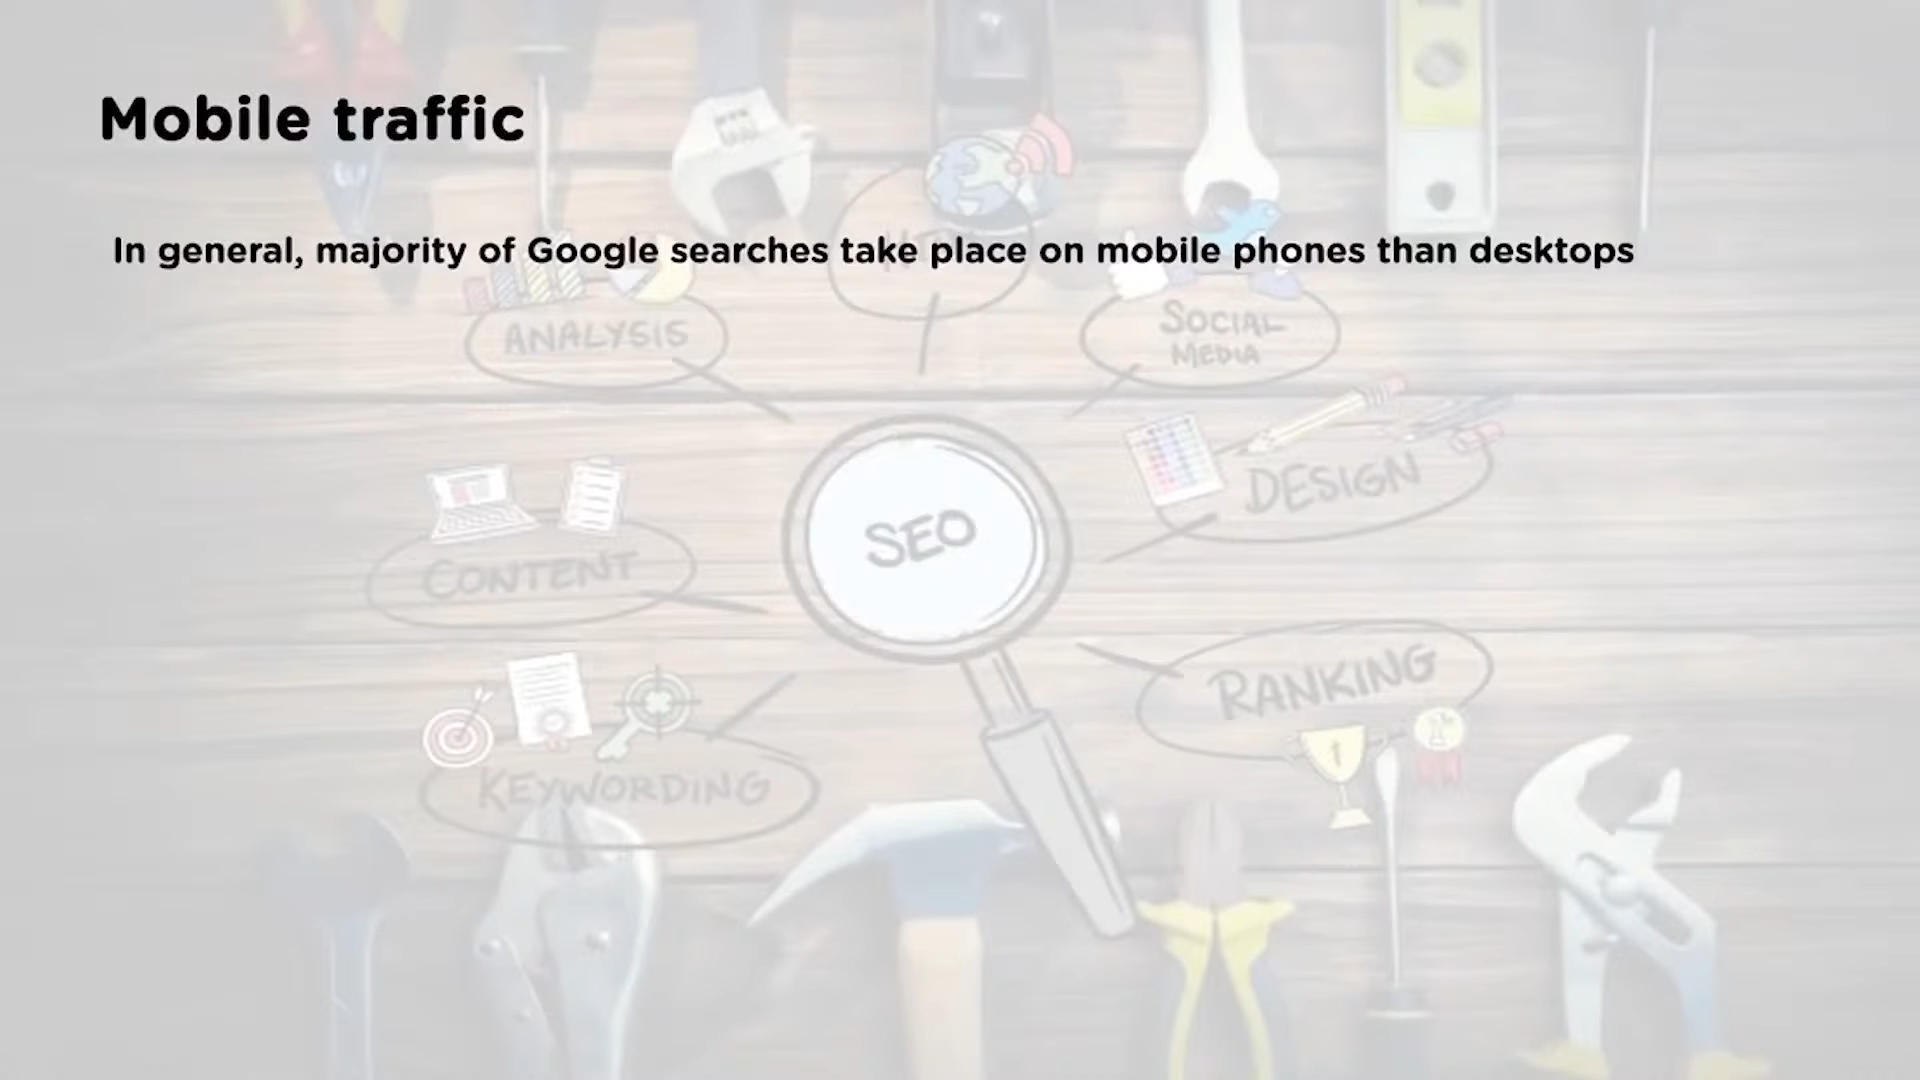 Mobile traffic
In general, majority of Google searches take place on mobile phones than desktops
ANALYSIS
SOCIAL
MEDIA
DESIGN
SEO
CONTENT
RANKING
KEYWORDING